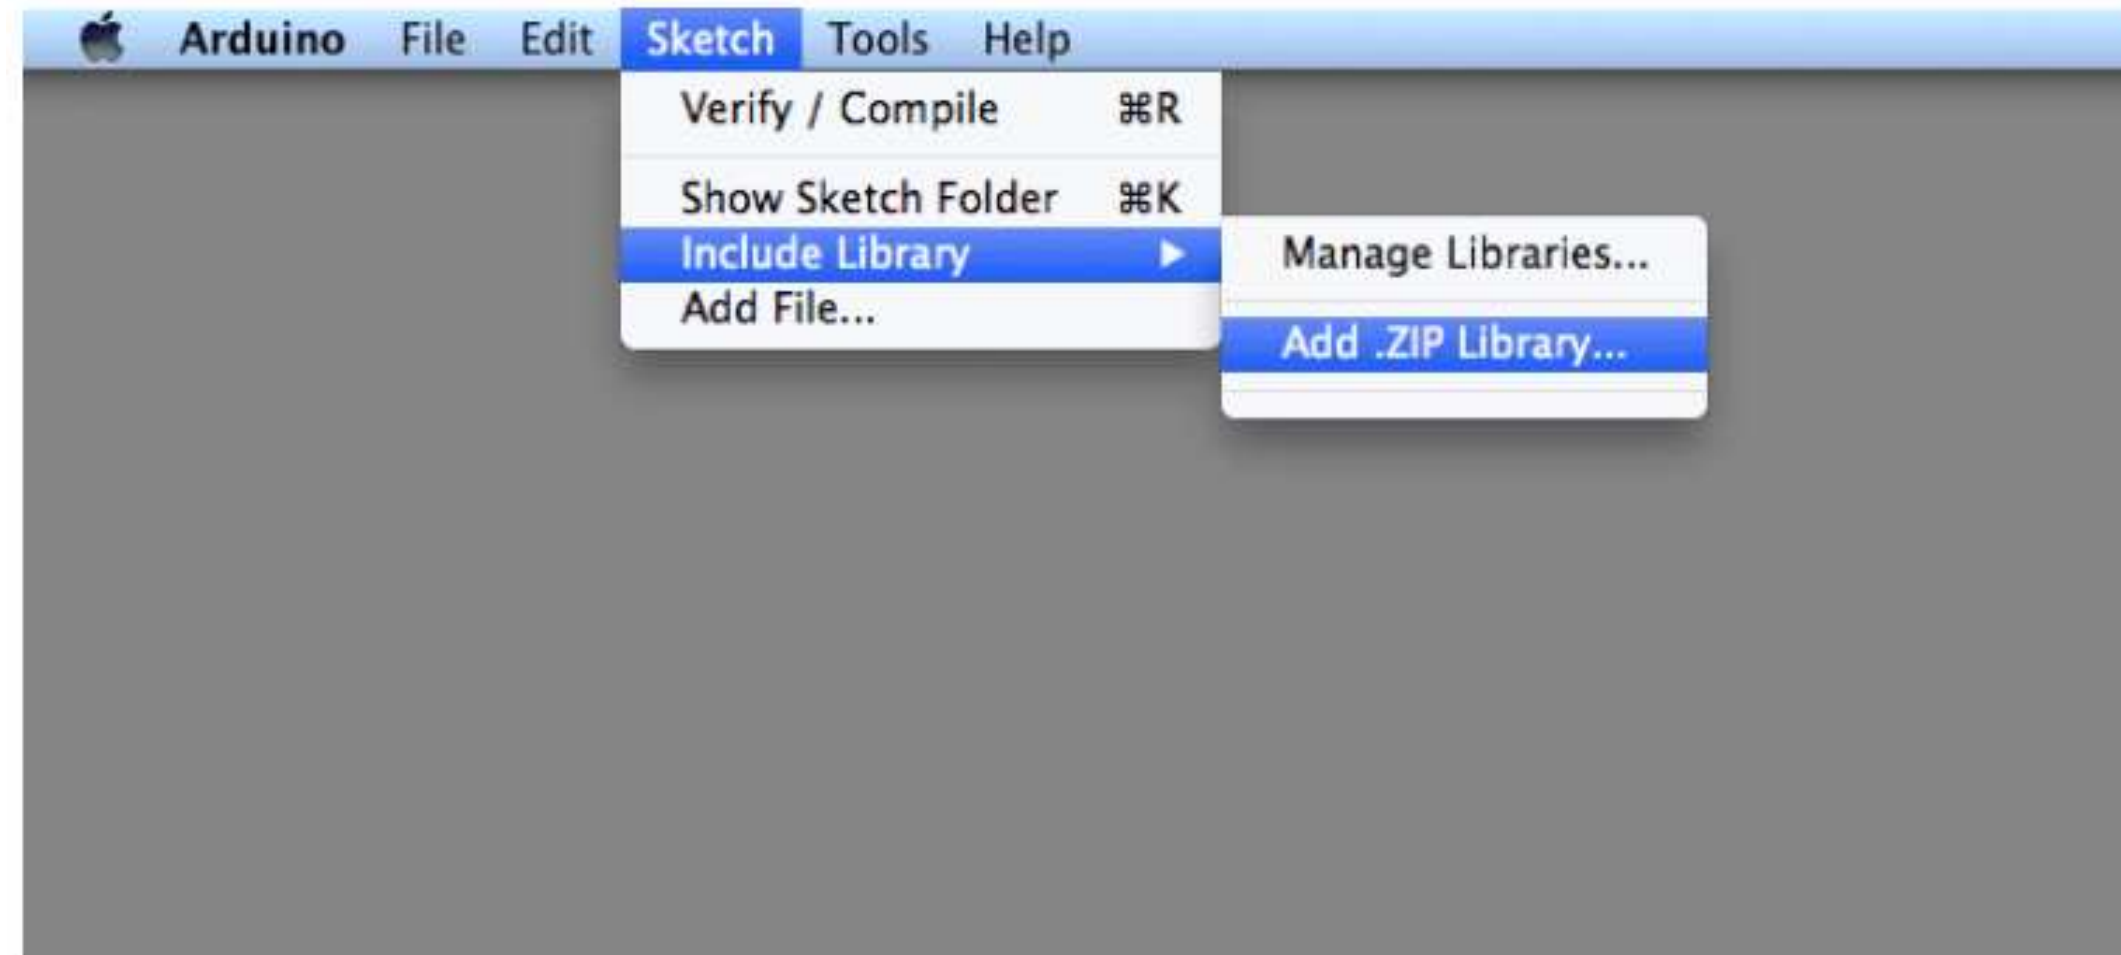 Arduino File Edit Sketch Tools Help
Verify / Compile ⌘R
Show Sketch Folder ⌘K
Include Library ▶
Add File...
Manage Libraries...
Add .ZIP Library...